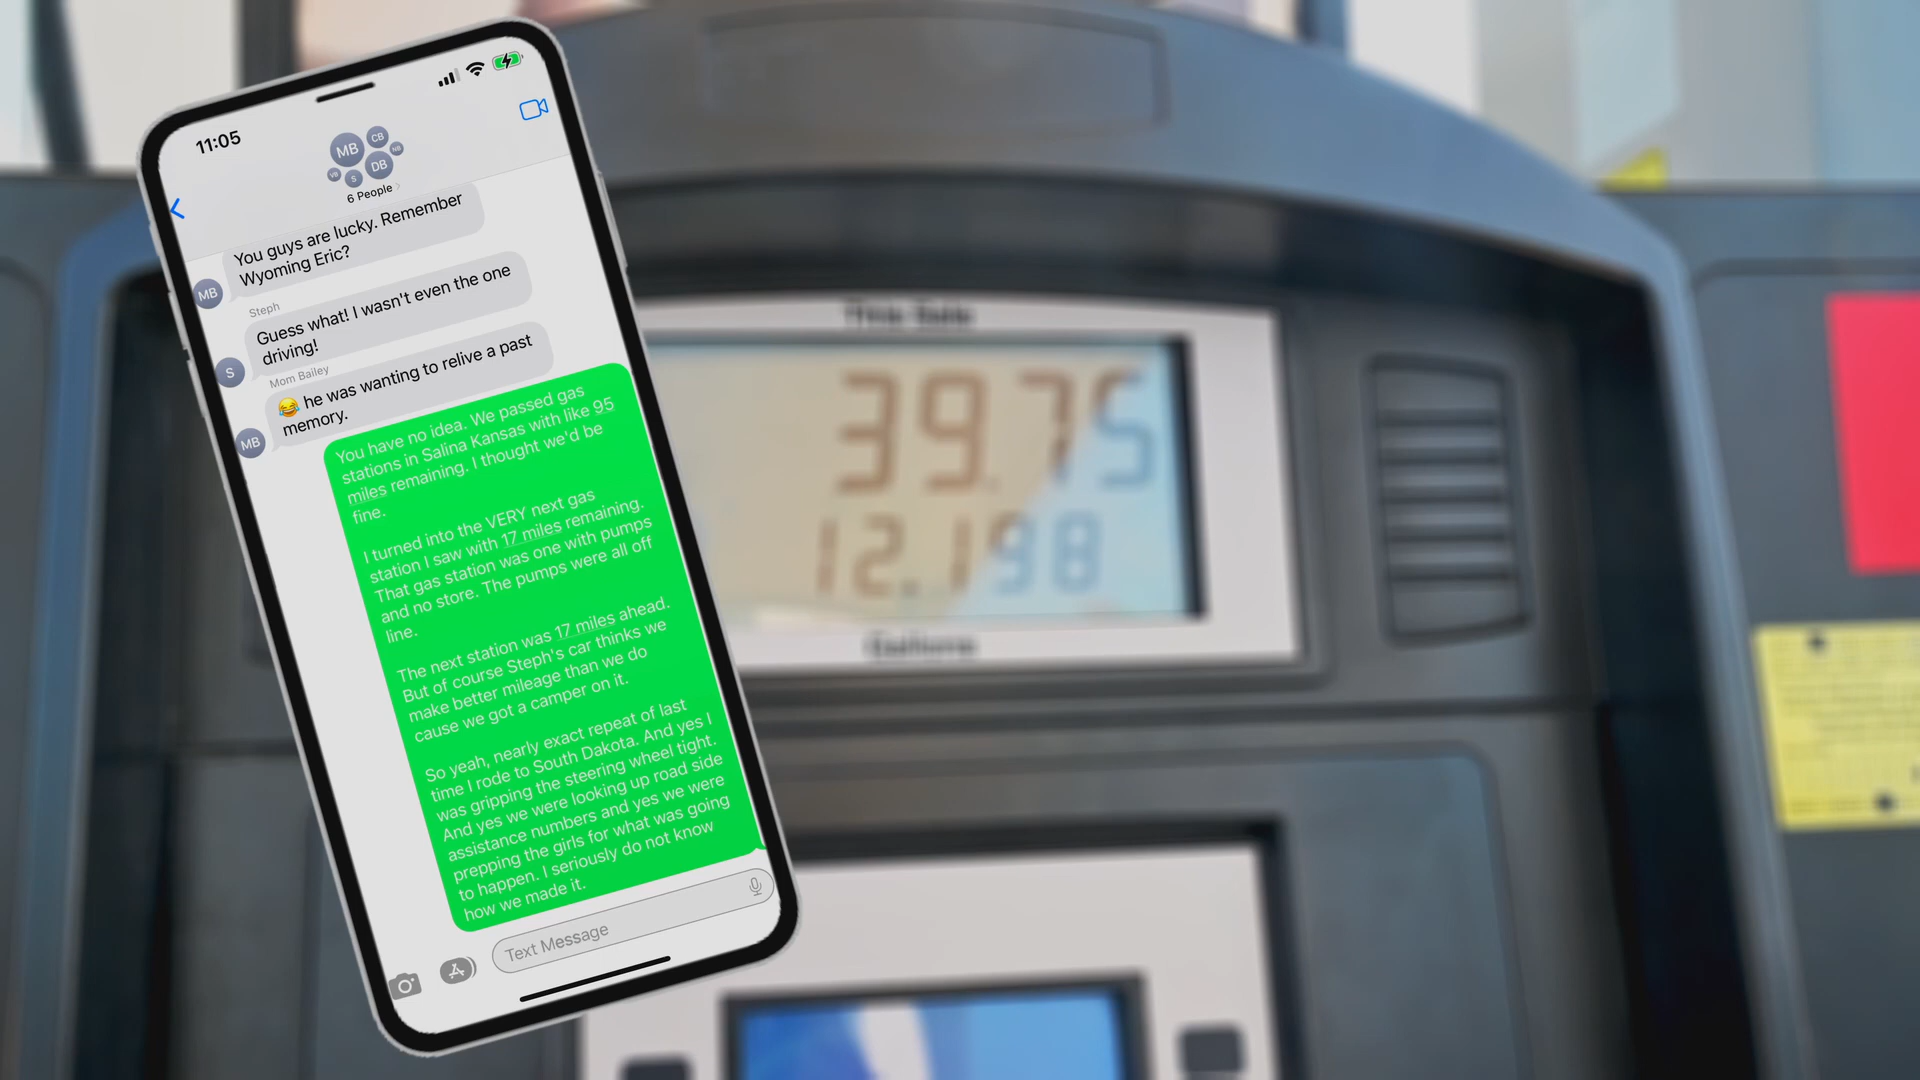 11:05
MB
CB
NB
DB
S
VB
6 People
You guys are lucky. Remember
Wyoming Eric?
MB
Steph
Guess what! I wasn't even the one
driving!
S
Mom Bailey
😂 he was wanting to relive a past
memory.
MB
You have no idea. We passed gas
stations in Salina Kansas with like 95
miles remaining. I thought we'd be
fine.
I turned into the VERY next gas
station I saw with 17 miles remaining.
That gas station was one with pumps
and no store. The pumps were all off
line.
The next station was 17 miles ahead.
But of course Steph's car thinks we
make better mileage than we do
cause we got a camper on it.
So yeah, nearly exact repeat of last
time I rode to South Dakota. And yes I
was gripping the steering wheel tight.
And yes we were looking up road side
assistance numbers and yes we were
prepping the girls for what was going
to happen. I seriously do not know
how we made it.
Text Message
This Sale
39.75
12.198
Gallons